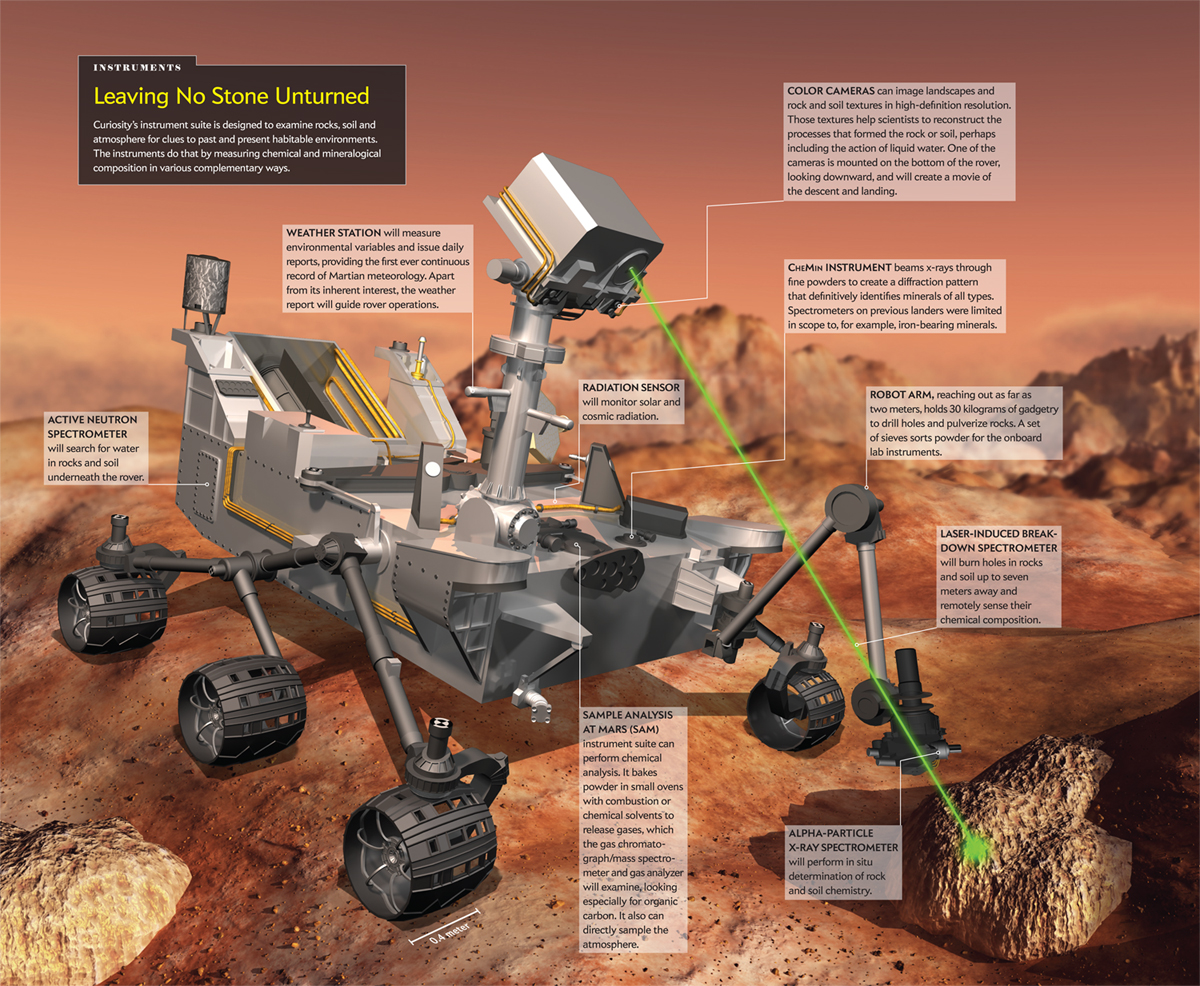 INSTRUMENTS
Leaving No Stone Unturned
Curiosity's instrument suite is designed to examine rocks, soil and
atmosphere for clues to past and present habitable environments.
The instruments do that by measuring chemical and mineralogical
composition in various complementary ways.
COLOR CAMERAS can image landscapes and
rock and soil textures in high-definition resolution.
Those textures help scientists to reconstruct the
processes that formed the rock or soil, perhaps
including the action of liquid water. One of the
cameras is mounted on the bottom of the rover,
looking downward, and will create a movie of
the descent and landing.
WEATHER STATION will measure
environmental variables and issue daily
reports, providing the first ever continuous
record of Martian meteorology. Apart
from its inherent interest, the weather
report will guide rover operations.
CHEMIN INSTRUMENT beams x-rays through
fine powders to create a diffraction pattern
that definitively identifies minerals of all types.
Spectrometers on previous landers were limited
in scope to, for example, iron-bearing minerals.
RADIATION SENSOR
will monitor solar and
cosmic radiation.
ROBOT ARM, reaching out as far as
two meters, holds 30 kilograms of gadgetry
to drill holes and pulverize rocks. A set
of sieves sorts powder for the onboard
lab instruments.
ACTIVE NEUTRON
SPECTROMETER
will search for water
in rocks and soil
underneath the rover.
LASER-INDUCED BREAK-
DOWN SPECTROMETER
will burn holes in rocks
and soil up to seven
meters away and
remotely sense their
chemical composition.
SAMPLE ANALYSIS
AT MARS (SAM)
instrument suite can
perform chemical
analysis. It bakes
powder in small ovens
with combustion or
chemical solvents to
release gases, which
the gas chromato-
graph/mass spectro-
meter and gas analyzer
will examine, looking
especially for organic
carbon. It also can
directly sample the
atmosphere.
ALPHA-PARTICLE
X-RAY SPECTROMETER
will perform in situ
determination of rock
and soil chemistry.
0.4 meter